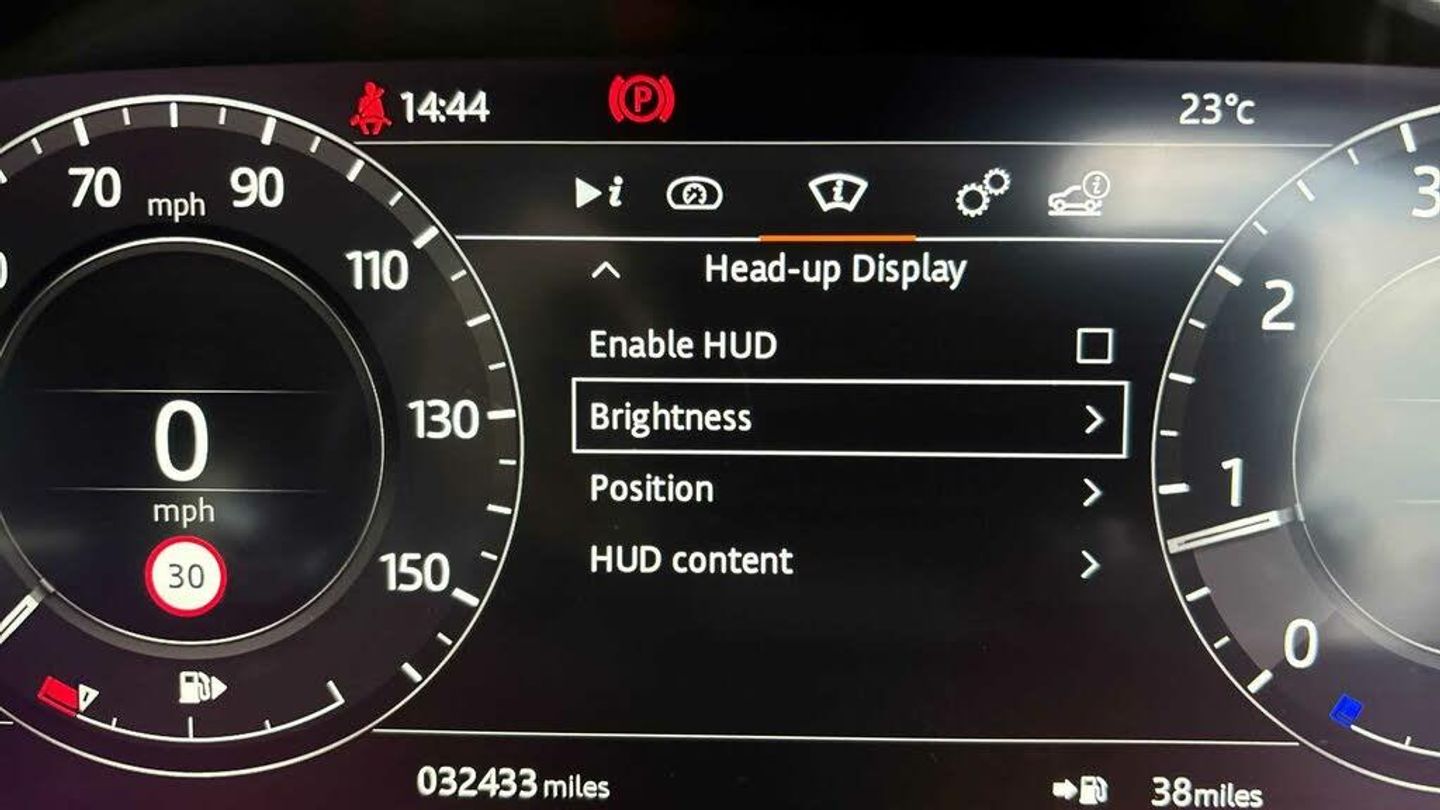 14:44
P
23°c
70
mph
90
i
i
i
3
110
Head-up Display
2
Enable HUD
130
Brightness
0
1
Position
mph
HUD content
150
30
0
032433 miles
38miles